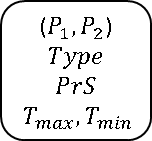 (P₁, P₂)
Type
PrS
Tₘₐₓ, Tₘᵢₙ